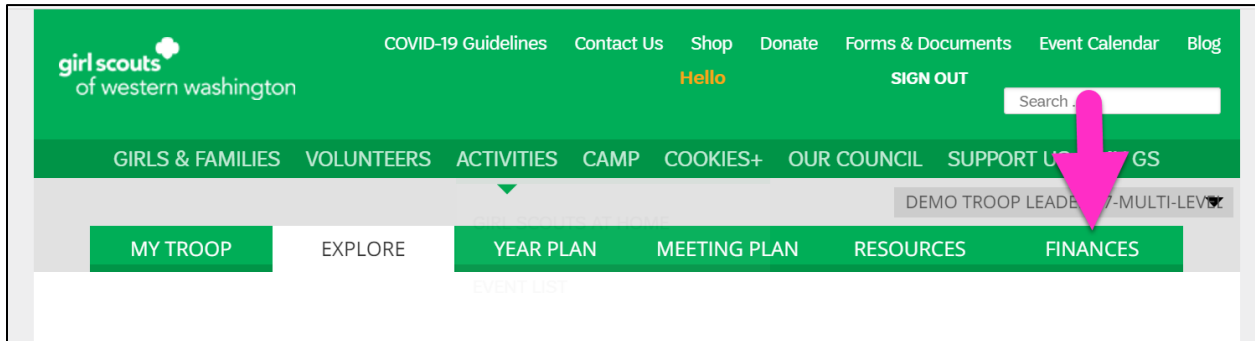 girl scouts
of western washington
COVID-19 Guidelines Contact Us Shop Donate Forms & Documents Event Calendar Blog
Hello SIGN OUT
Search ...
GIRLS & FAMILIES VOLUNTEERS ACTIVITIES CAMP COOKIES+ OUR COUNCIL SUPPORT US GS
DEMO TROOP 7-MULTI-LEVEL
GIRL SCOUTS AT HOME
MY TROOP EXPLORE YEAR PLAN MEETING PLAN RESOURCES FINANCES
EVENT LIST